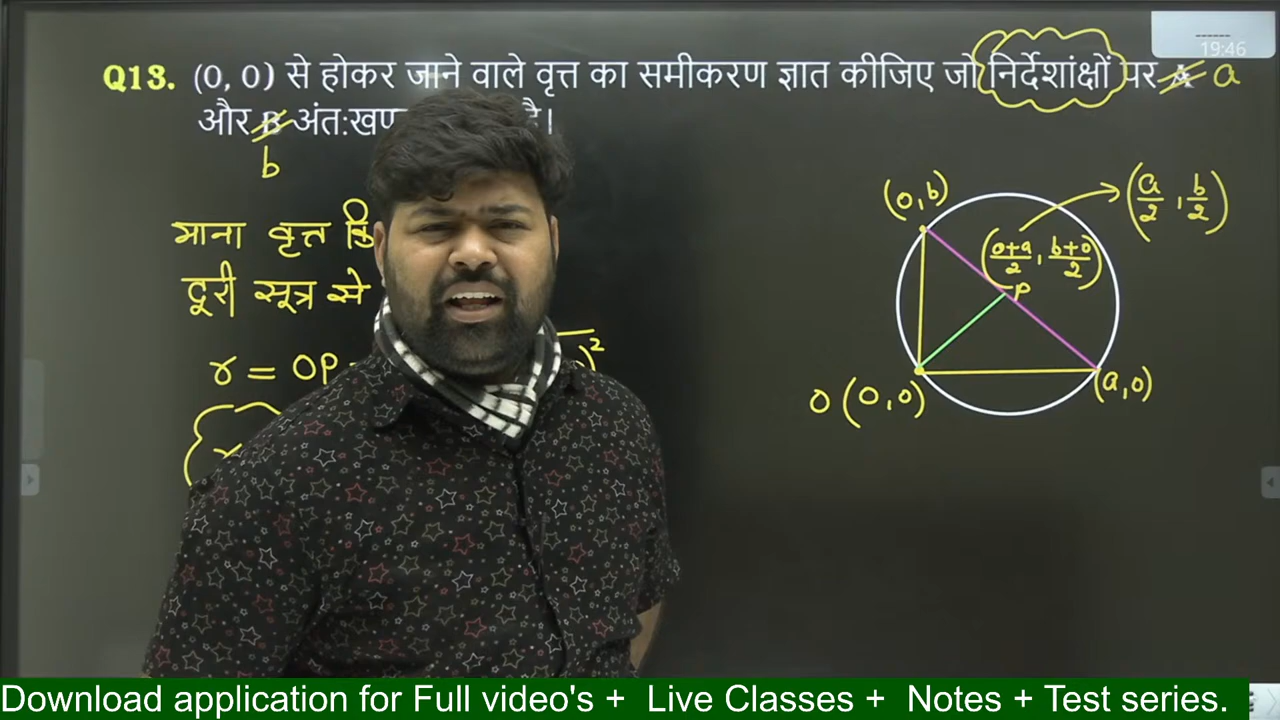 19:46
Q13. (0, 0) से होकर जाने वाले वृत्त का समीकरण ज्ञात कीजिए जो निर्देशांक्षों पर A a
और B अंत:खण है।
b
माना वृत्त
दूरी सूत्र से
r = OP
)²
r
(0,b)
(a/2, b/2)
(0+a/2, b+0/2)
P
O (0,0)
(a,0)
Download application for Full video's + Live Classes + Notes + Test series.